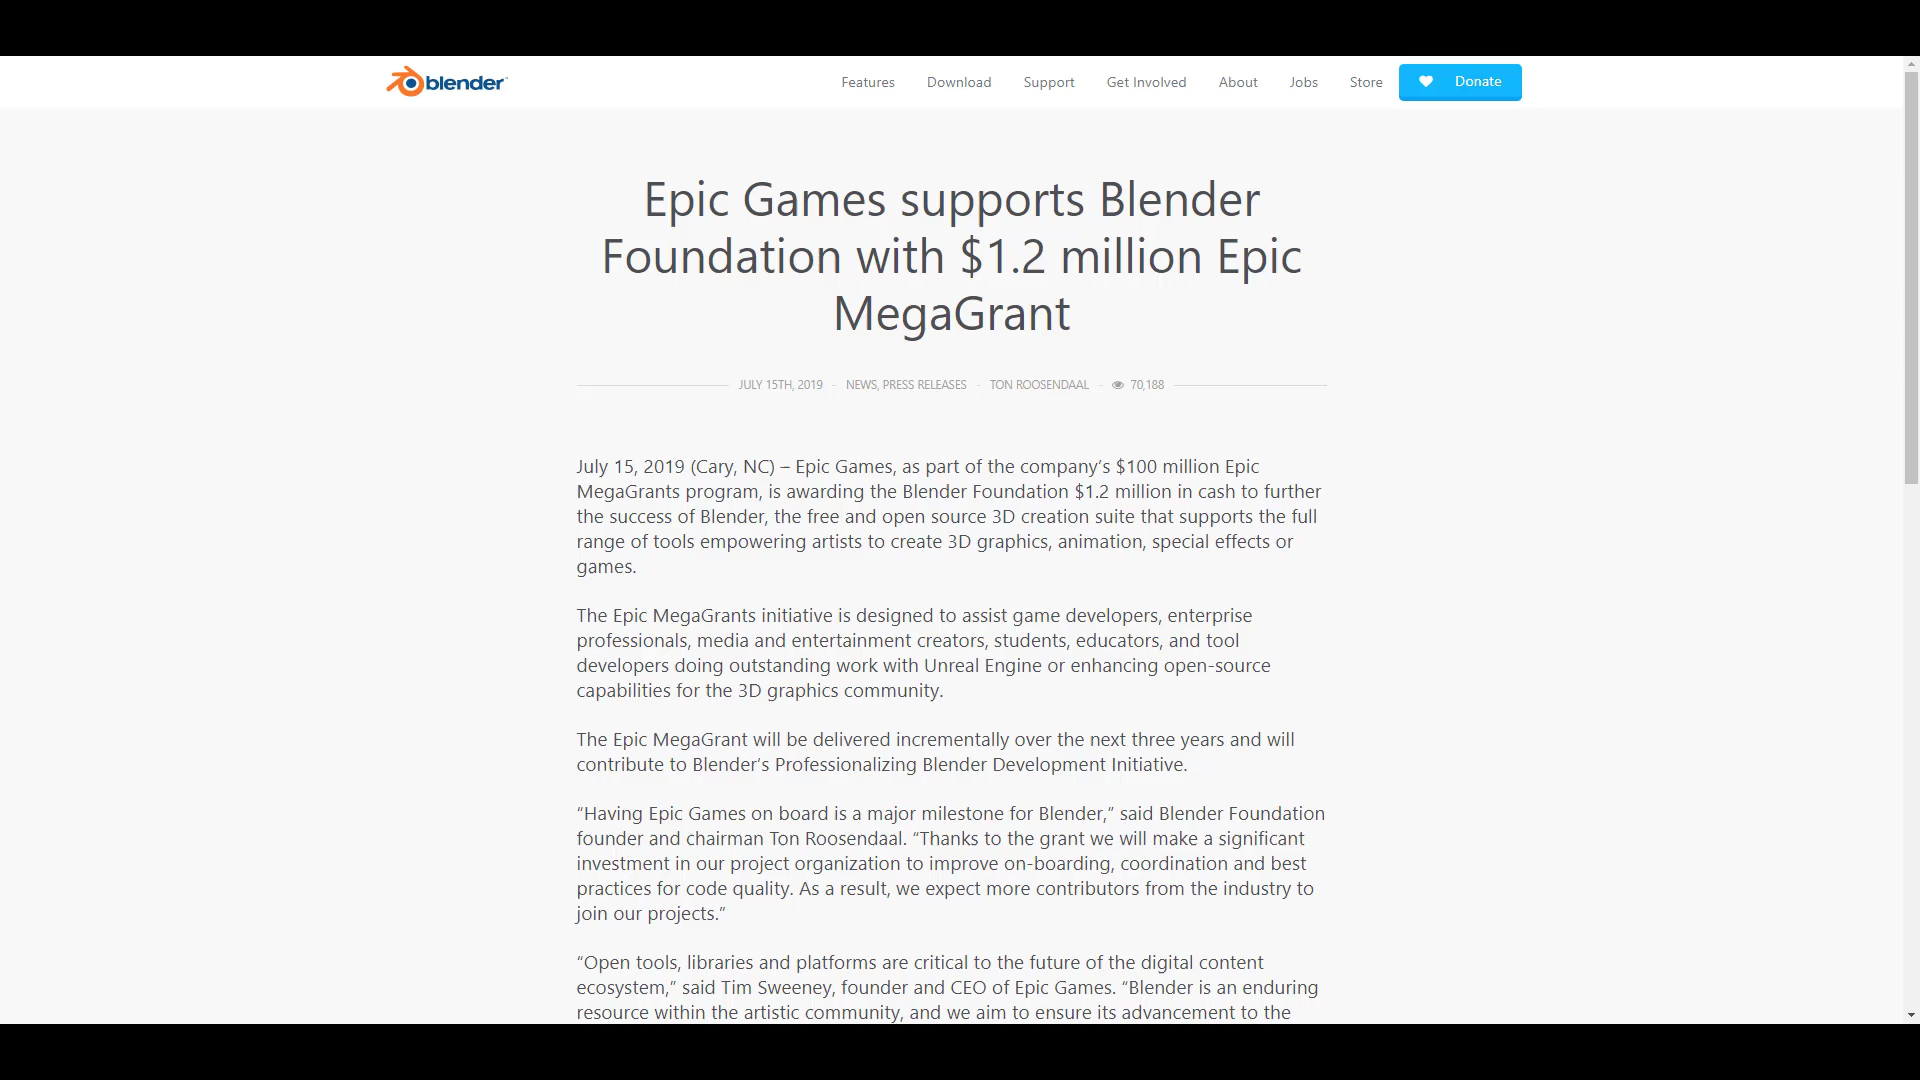 blender
Features Download Support Get Involved About Jobs Store Donate
Epic Games supports Blender
Foundation with $1.2 million Epic
MegaGrant
JULY 15TH, 2019 - NEWS, PRESS RELEASES - TON ROOSENDAAL - 70,188
July 15, 2019 (Cary, NC) – Epic Games, as part of the company’s $100 million Epic
MegaGrants program, is awarding the Blender Foundation $1.2 million in cash to further
the success of Blender, the free and open source 3D creation suite that supports the full
range of tools empowering artists to create 3D graphics, animation, special effects or
games.
The Epic MegaGrants initiative is designed to assist game developers, enterprise
professionals, media and entertainment creators, students, educators, and tool
developers doing outstanding work with Unreal Engine or enhancing open-source
capabilities for the 3D graphics community.
The Epic MegaGrant will be delivered incrementally over the next three years and will
contribute to Blender’s Professionalizing Blender Development Initiative.
“Having Epic Games on board is a major milestone for Blender,” said Blender Foundation
founder and chairman Ton Roosendaal. “Thanks to the grant we will make a significant
investment in our project organization to improve on-boarding, coordination and best
practices for code quality. As a result, we expect more contributors from the industry to
join our projects.”
“Open tools, libraries and platforms are critical to the future of the digital content
ecosystem,” said Tim Sweeney, founder and CEO of Epic Games. “Blender is an enduring
resource within the artistic community, and we aim to ensure its advancement to the